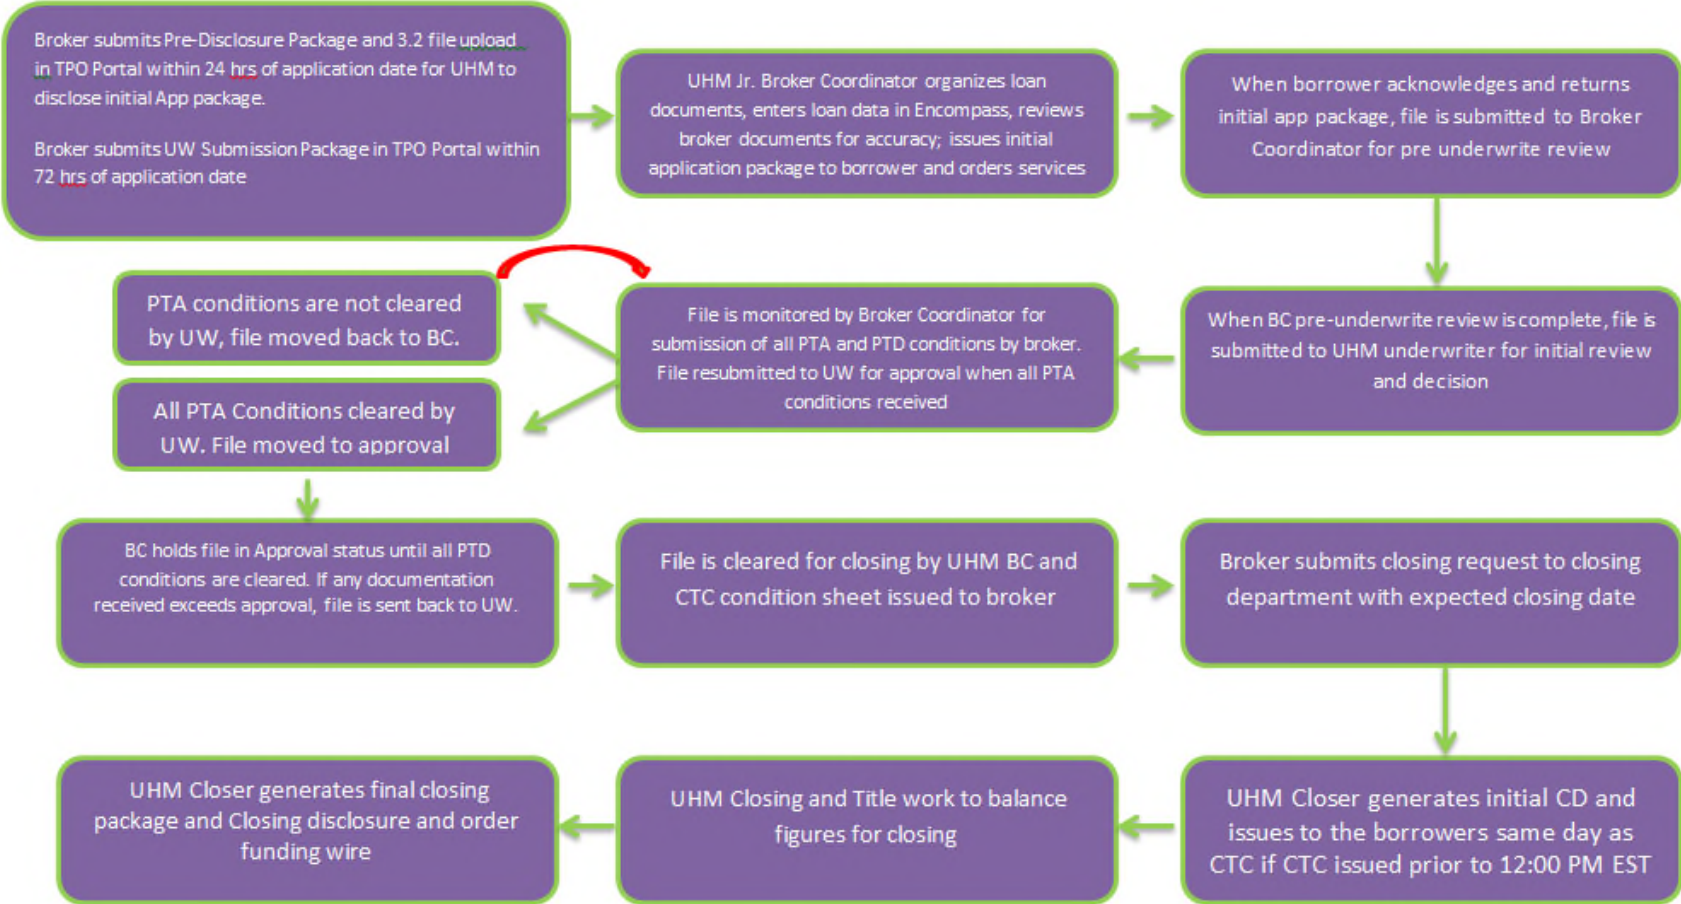 Broker submits Pre-Disclosure Package and 3.2 file upload
in TPO Portal within 24 hrs of application date for UHM to
disclose initial App package.
Broker submits UW Submission Package in TPO Portal within
72 hrs of application date
UHM Jr. Broker Coordinator organizes loan
documents, enters loan data in Encompass, reviews
broker documents for accuracy; issues initial
application package to borrower and orders services
When borrower acknowledges and returns
initial app package, file is submitted to Broker
Coordinator for pre underwrite review
When BC pre-underwrite review is complete, file is
submitted to UHM underwriter for initial review
and decision
File is monitored by Broker Coordinator for
submission of all PTA and PTD conditions by broker.
File resubmitted to UW for approval when all PTA
conditions received
PTA conditions are not cleared
by UW, file moved back to BC.
All PTA Conditions cleared by
UW. File moved to approval
BC holds file in Approval status until all PTD
conditions are cleared. If any documentation
received exceeds approval, file is sent back to UW.
File is cleared for closing by UHM BC and
CTC condition sheet issued to broker
Broker submits closing request to closing
department with expected closing date
UHM Closer generates initial CD and
issues to the borrowers same day as
CTC if CTC issued prior to 12:00 PM EST
UHM Closing and Title work to balance
figures for closing
UHM Closer generates final closing
package and Closing disclosure and order
funding wire